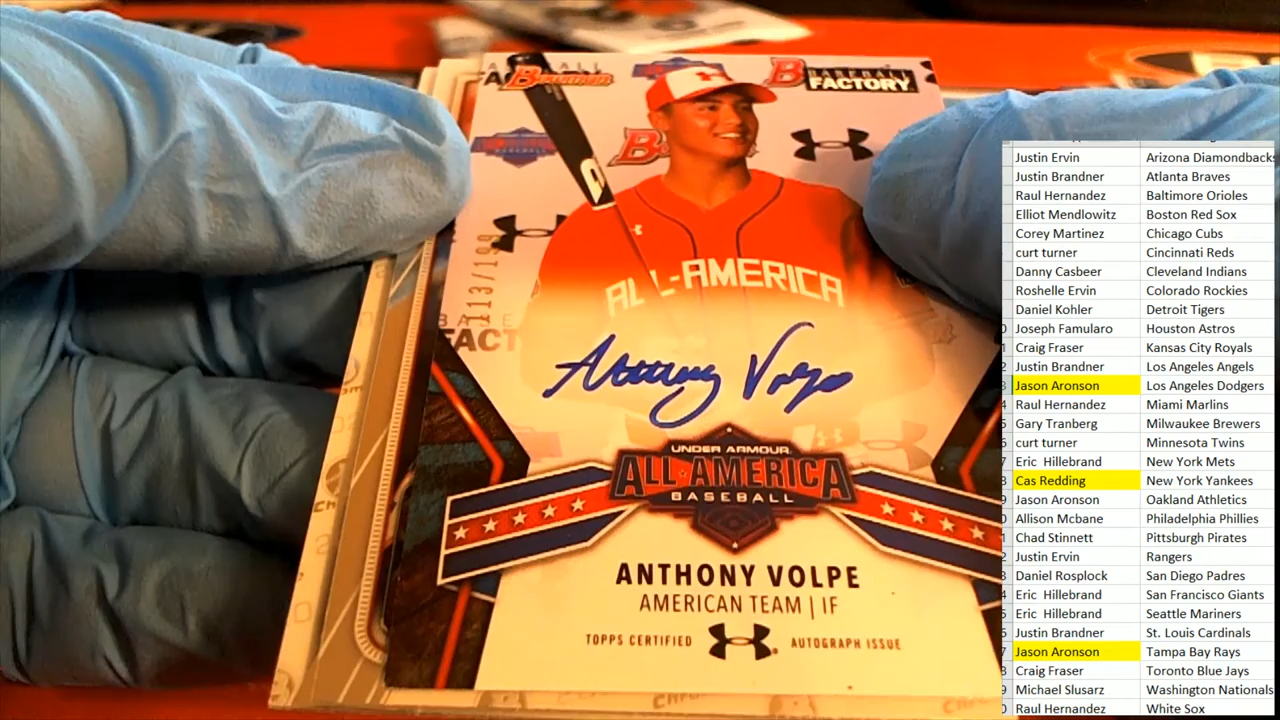 Bowman
B BASEBALL
FACTORY
FACT
113/199
ALL-AMERICA
Anthony Volpe
UNDER ARMOUR
ALL-AMERICA
BASEBALL
ANTHONY VOLPE
AMERICAN TEAM | IF
TOPPS CERTIFIED AUTOGRAPH ISSUE
Justin Ervin Arizona Diamondbacks
Justin Brandner Atlanta Braves
Raul Hernandez Baltimore Orioles
Elliot Mendlowitz Boston Red Sox
Corey Martinez Chicago Cubs
curt turner Cincinnati Reds
Danny Casbeer Cleveland Indians
Roshelle Ervin Colorado Rockies
Daniel Kohler Detroit Tigers
Joseph Famularo Houston Astros
Craig Fraser Kansas City Royals
Justin Brandner Los Angeles Angels
Jason Aronson Los Angeles Dodgers
Raul Hernandez Miami Marlins
Gary Tranberg Milwaukee Brewers
curt turner Minnesota Twins
Eric Hillebrand New York Mets
Cas Redding New York Yankees
Jason Aronson Oakland Athletics
Allison Mcbane Philadelphia Phillies
Chad Stinnett Pittsburgh Pirates
Justin Ervin Rangers
Daniel Rosplock San Diego Padres
Eric Hillebrand San Francisco Giants
Eric Hillebrand Seattle Mariners
Justin Brandner St. Louis Cardinals
Jason Aronson Tampa Bay Rays
Craig Fraser Toronto Blue Jays
Michael Slusarz Washington Nationals
Raul Hernandez White Sox